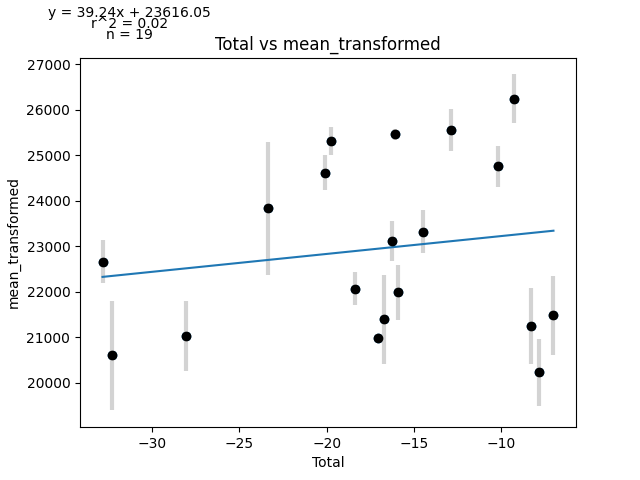 y = 39.24x + 23616.05
r^2 = 0.02
n = 19
Total vs mean_transformed
27000
26000
25000
24000
23000
22000
21000
20000
mean_transformed
−30
−25
−20
−15
−10
Total